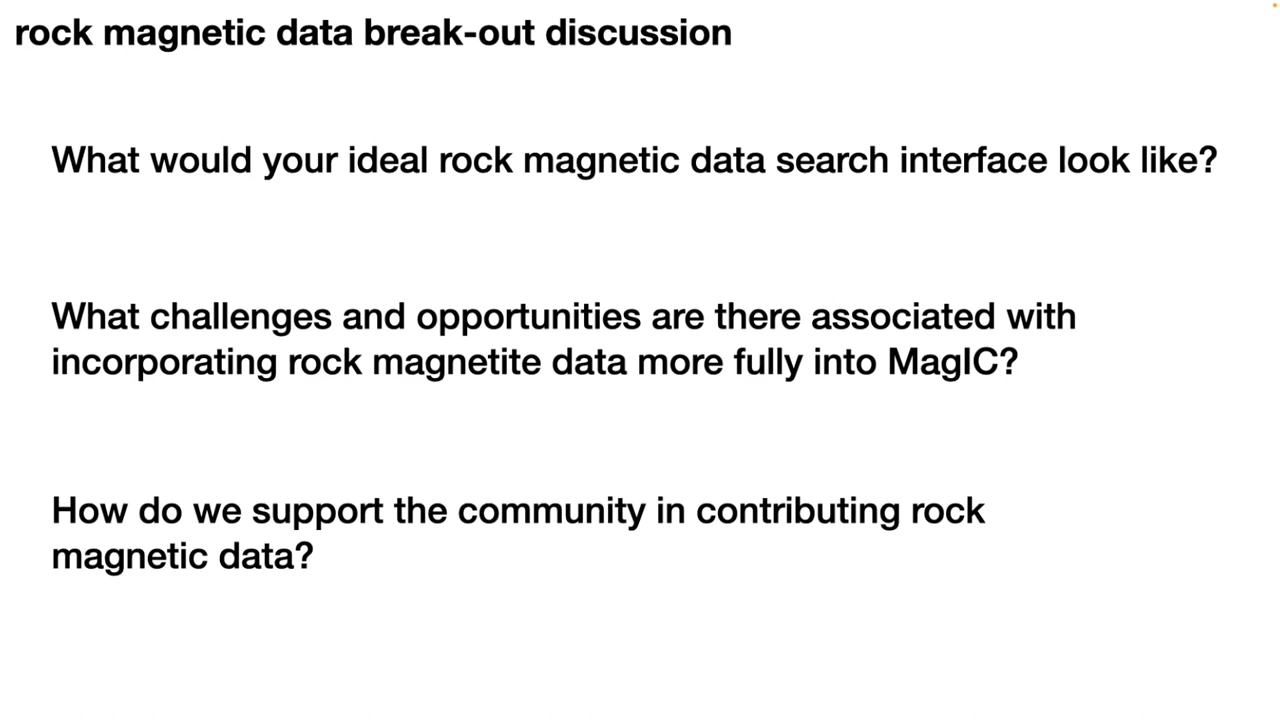 rock magnetic data break-out discussion
What would your ideal rock magnetic data search interface look like?
What challenges and opportunities are there associated with
incorporating rock magnetite data more fully into MagIC?
How do we support the community in contributing rock
magnetic data?